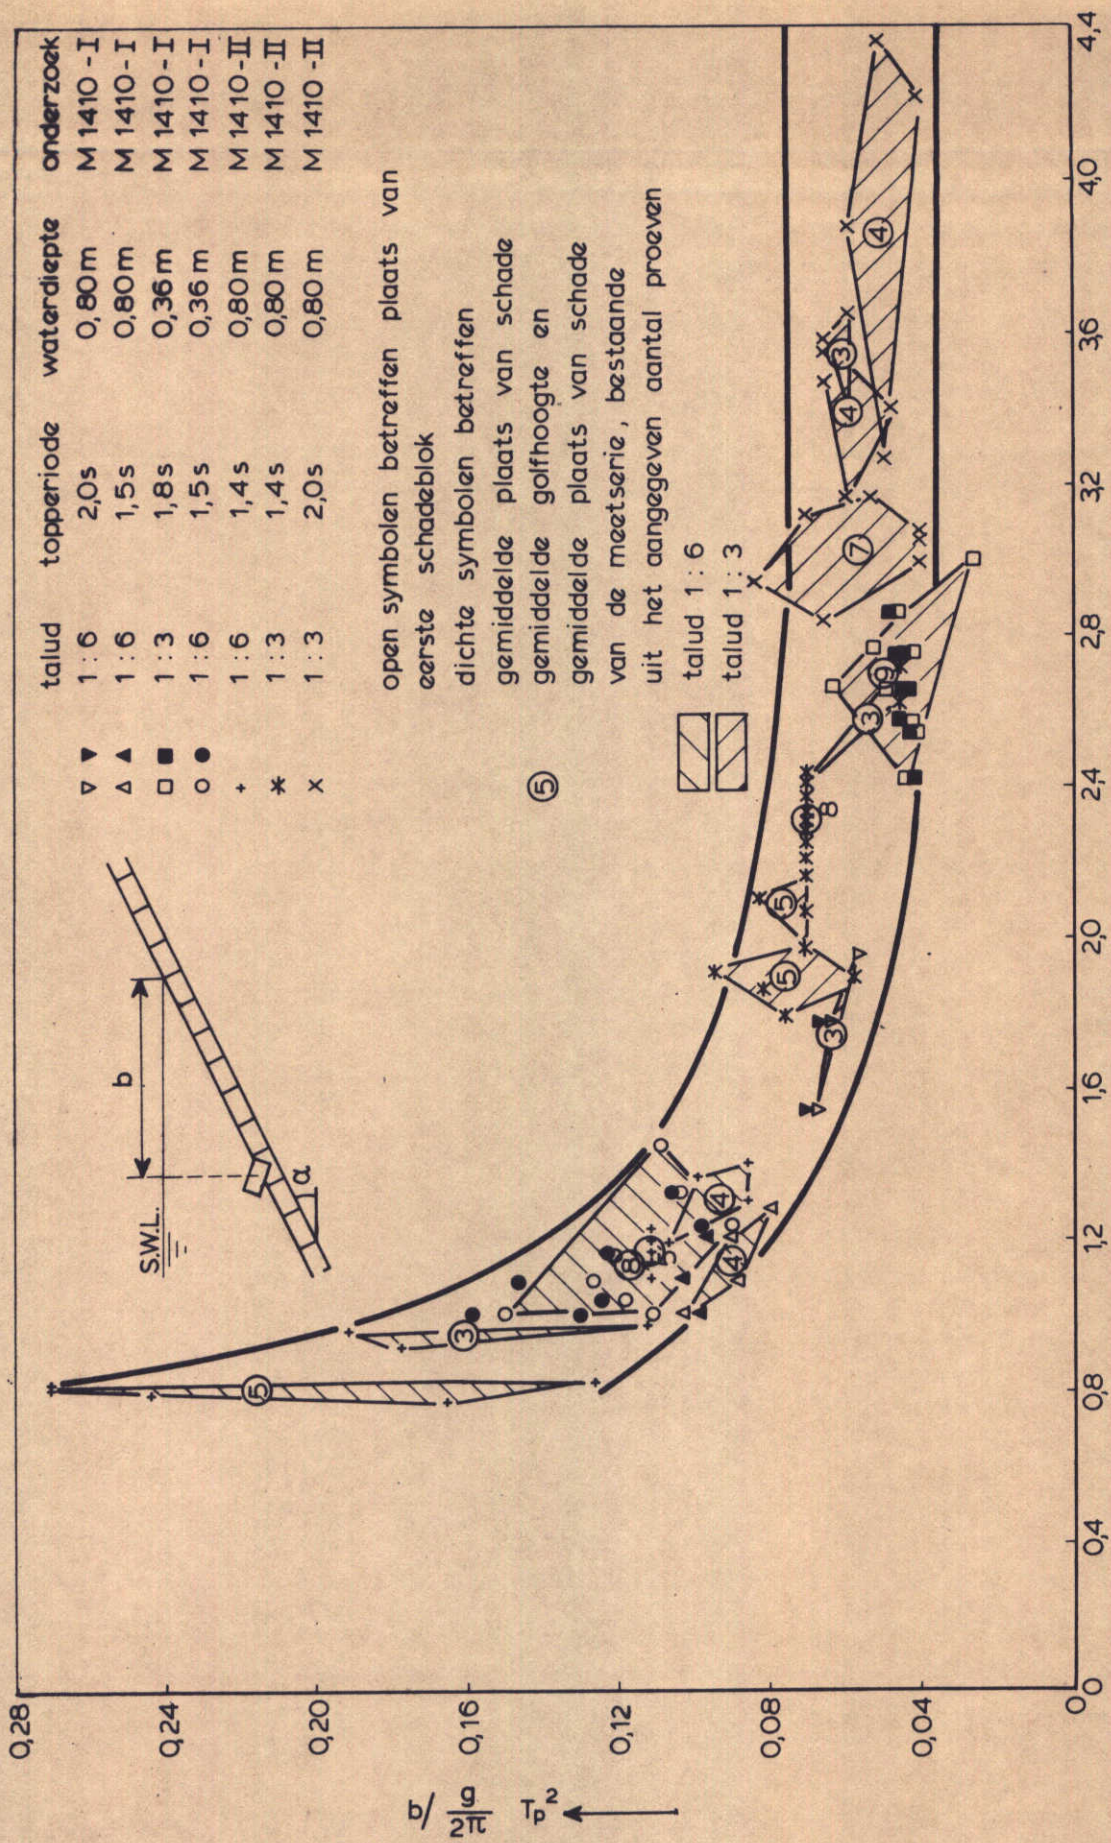 talud topperiode waterdiepte onderzoek
▽ ▼ 1 : 6 2,0s 0,80m M 1410 - I
△ ▲ 1 : 6 1,5s 0,80m M 1410 - I
□ ■ 1 : 3 1,8s 0,36m M 1410 - I
○ ● 1 : 6 1,5s 0,36m M 1410 - I
+ 1 : 6 1,4s 0,80m M 1410 - II
* 1 : 3 1,4s 0,80m M 1410 - II
x 1 : 3 2,0s 0,80m M 1410 - II
open symbolen betreffen plaats van
eerste schadeblok
dichte symbolen betreffen
gemiddelde plaats van schade
⑤ gemiddelde golfhoogte en
gemiddelde plaats van schade
van de meetserie, bestaande
uit het aangegeven aantal proeven
talud 1 : 6
talud 1 : 3
S.W.L.
b
α
0,28
0,24
0,20
0,16
0,12
0,08
0,04
0
b/ g/2π Tp²
5
3
8
5
4
4
3
5
5
8
3
9
7
4
3
4
0 0,4 0,8 1,2 1,6 2,0 2,4 2,8 3,2 3,6 4,0 4,4